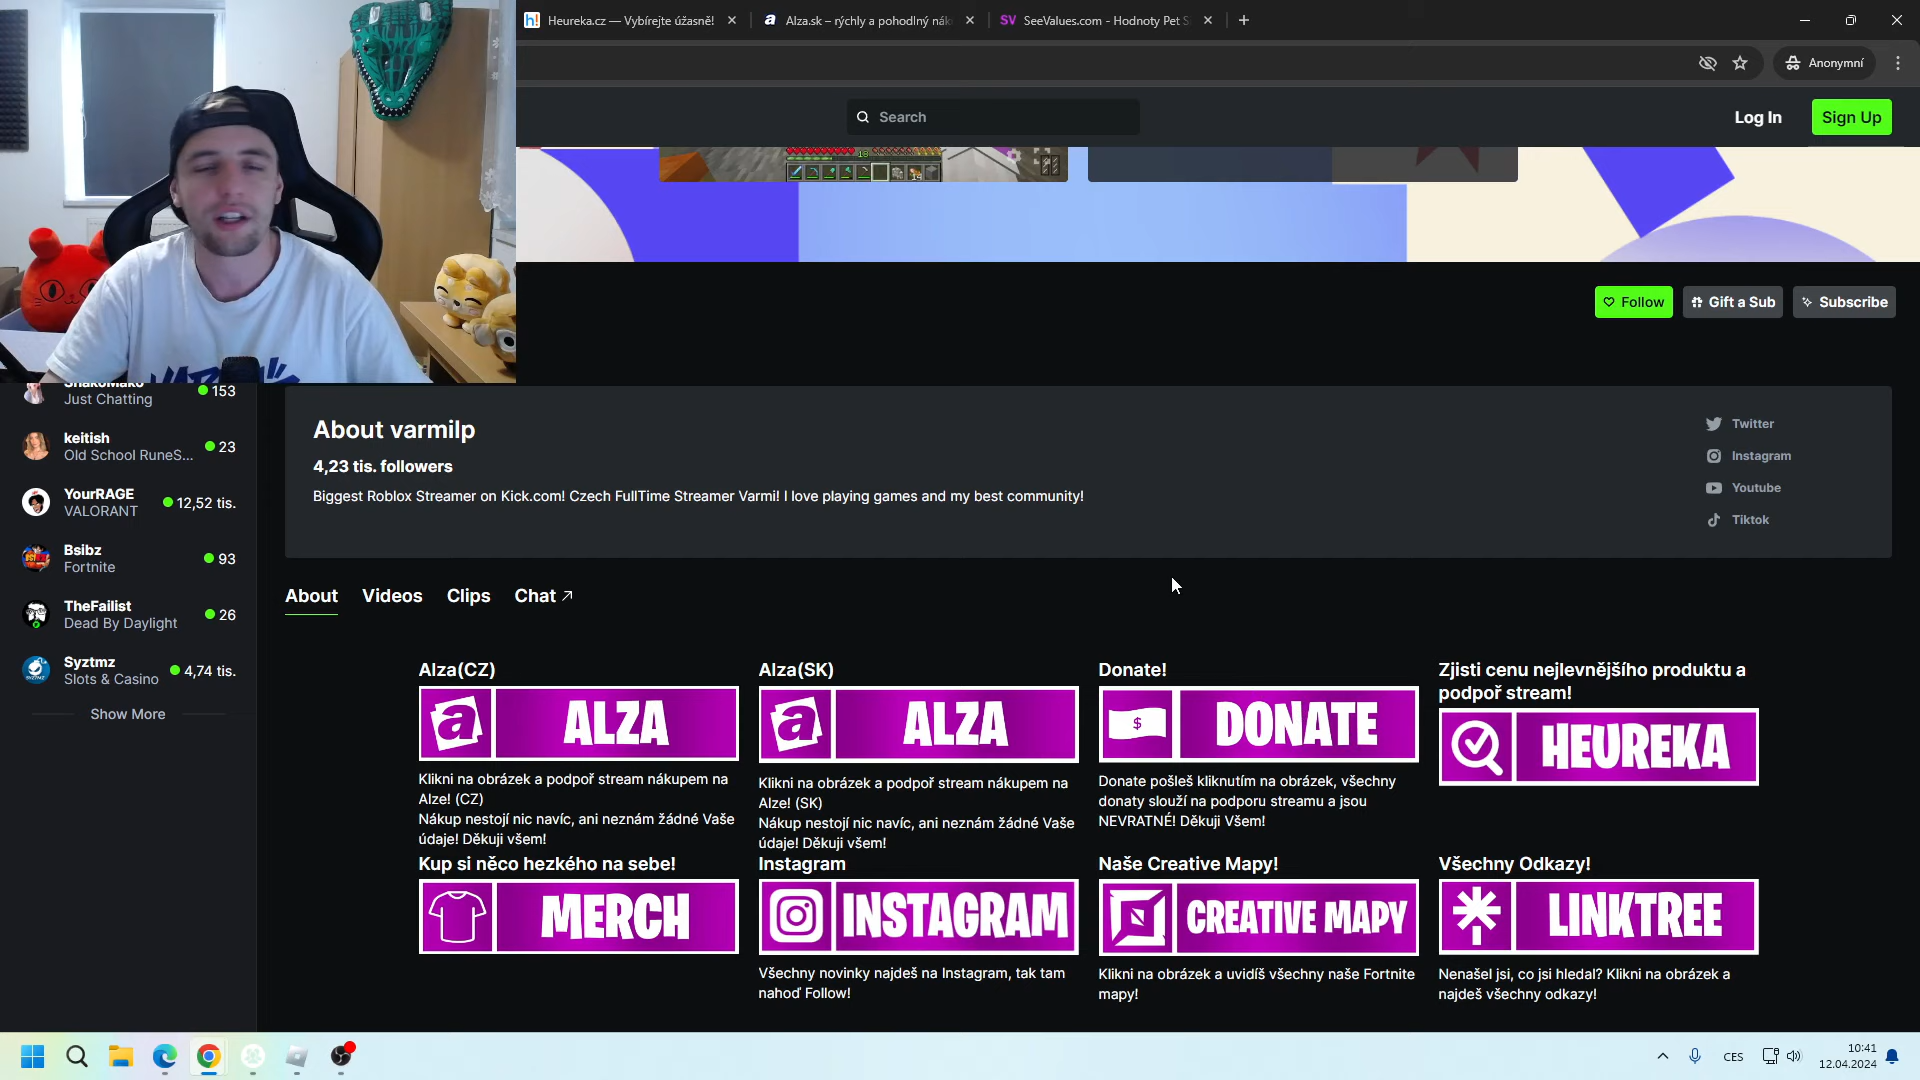 Heureka.cz — Vybírejte úžasně!
Alza.sk – rýchly a pohodlný nák
SV SeeValues.com - Hodnoty Pet S
Anonymní
Search
Log In
Sign Up
Follow
Gift a Sub
Subscribe
153
Just Chatting
keitish
23
Old School RuneS...
YourRAGE
12,52 tis.
VALORANT
Bsibz
93
Fortnite
TheFailist
26
Dead By Daylight
Syztmz
4,74 tis.
Slots & Casino
Show More
About varmilp
4,23 tis. followers
Biggest Roblox Streamer on Kick.com! Czech FullTime Streamer Varmi! I love playing games and my best community!
Twitter
Instagram
Youtube
Tiktok
About
Videos
Clips
Chat
Alza(CZ)
ALZA
Klikni na obrázek a podpoř stream nákupem na
Alze! (CZ)
Nákup nestojí nic navíc, ani neznám žádné Vaše
údaje! Děkuji všem!
Alza(SK)
ALZA
Klikni na obrázek a podpoř stream nákupem na
Alze! (SK)
Nákup nestojí nic navíc, ani neznám žádné Vaše
údaje! Děkuji všem!
Donate!
DONATE
Donate pošleš kliknutím na obrázek, všechny
donaty slouží na podporu streamu a jsou
NEVRATNÉ! Děkuji Všem!
Zjisti cenu nejlevnějšího produktu a
podpoř stream!
HEUREKA
Kup si něco hezkého na sebe!
MERCH
Instagram
INSTAGRAM
Všechny novinky najdeš na Instagram, tak tam
nahoď Follow!
Naše Creative Mapy!
CREATIVE MAPY
Klikni na obrázek a uvidíš všechny naše Fortnite
mapy!
Všechny Odkazy!
LINKTREE
Nenašel jsi, co jsi hledal? Klikni na obrázek a
najdeš všechny odkazy!
CES
10:41
12.04.2024